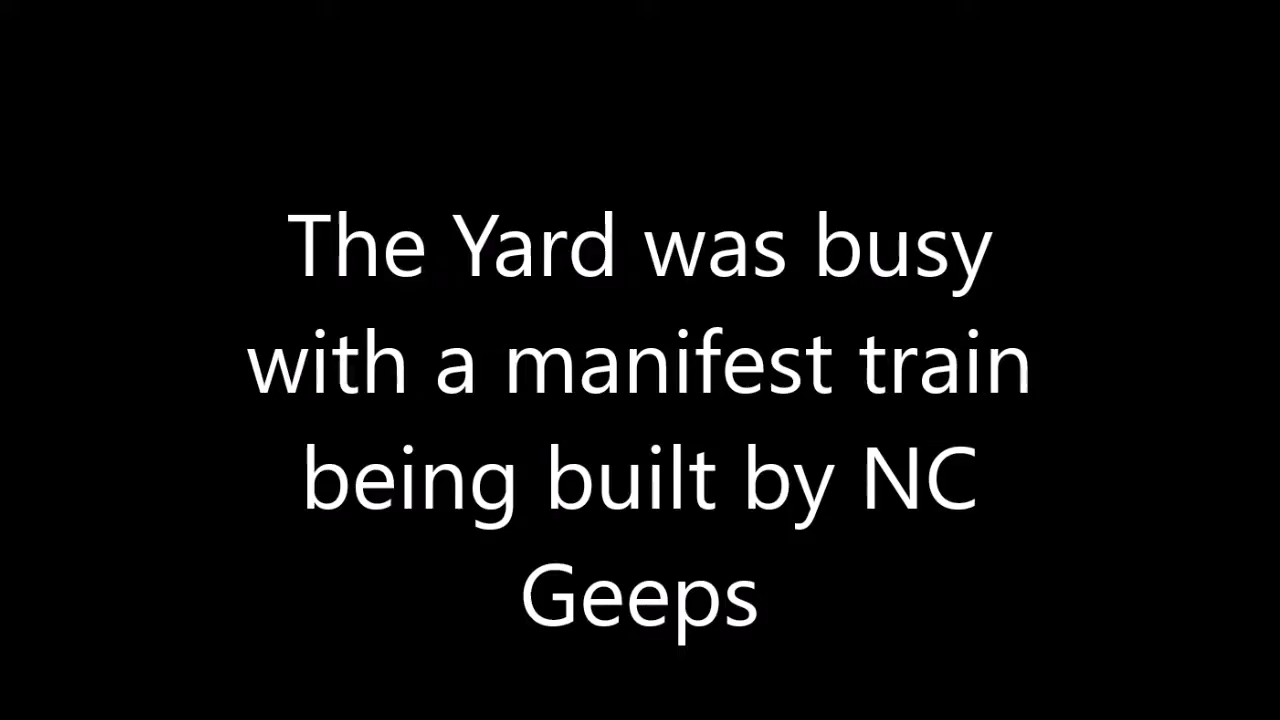 The Yard was busy
with a manifest train
being built by NC
Geeps